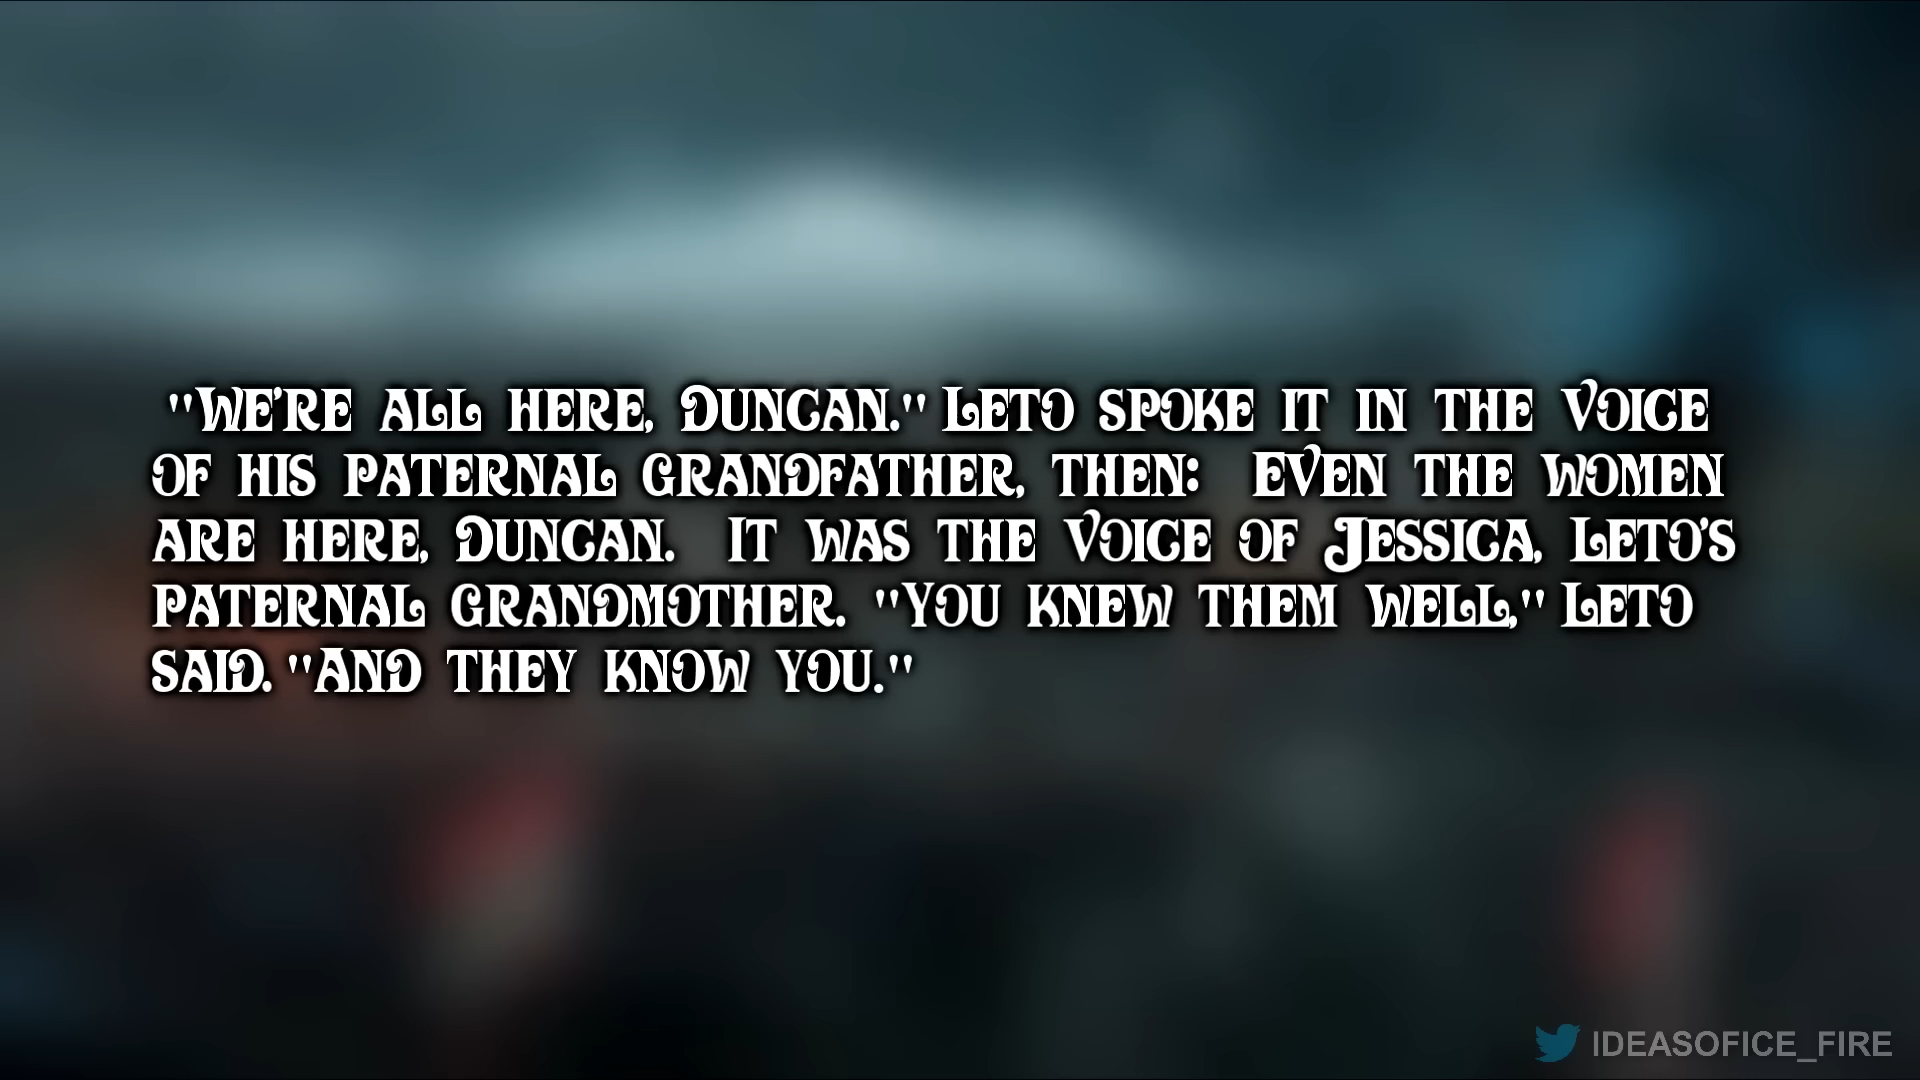 "We're all here, Duncan." Leto spoke it in the voice
of his paternal grandfather, then: Even the women
are here, Duncan. It was the voice of Jessica, Leto's
paternal grandmother. "You knew them well," Leto
said. "And they know you."
IDEASOFICE_FIRE